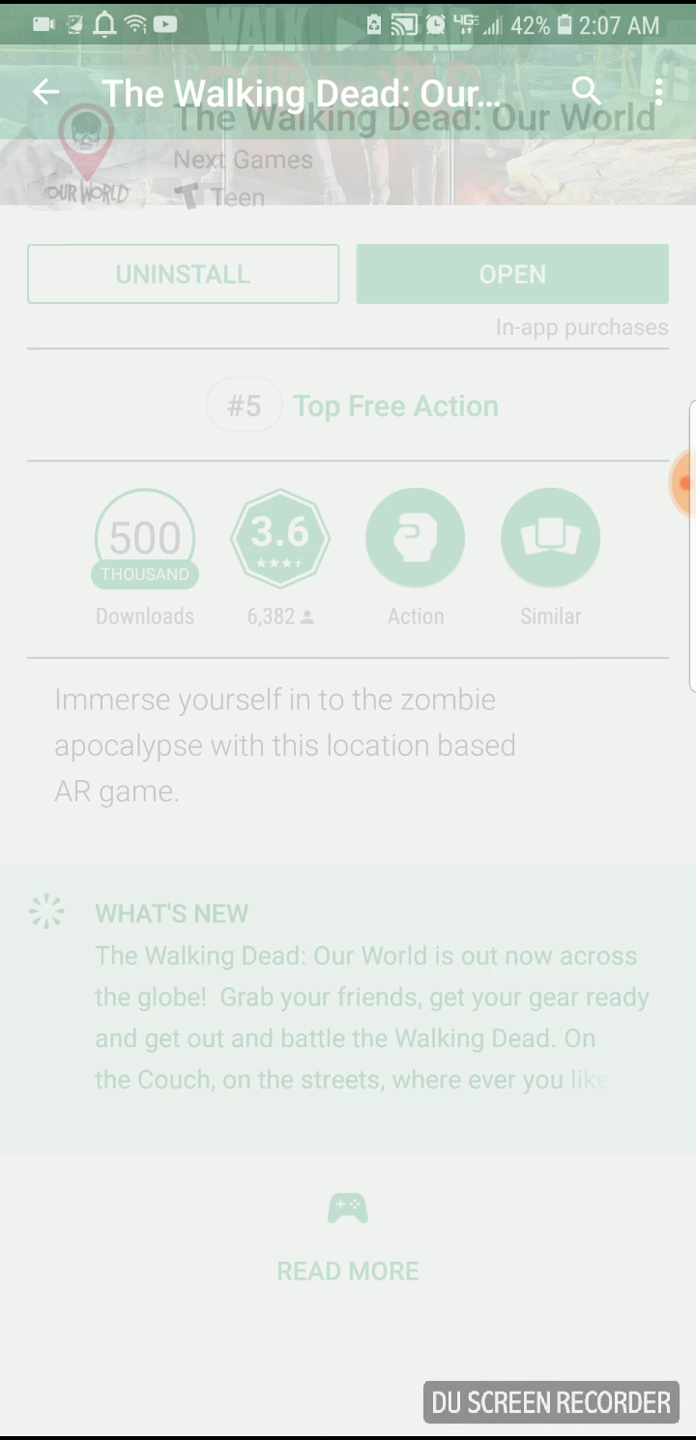 WALKING DEAD
42% 2:07 AM
The Walking Dead: Our...
The Walking Dead: Our World
OUR WORLD
Next Games
Teen
UNINSTALL
OPEN
In-app purchases
#5 Top Free Action
500
THOUSAND
3.6
Downloads
6,382
Action
Similar
Immerse yourself in to the zombie
apocalypse with this location based
AR game.
WHAT'S NEW
The Walking Dead: Our World is out now across
the globe! Grab your friends, get your gear ready
and get out and battle the Walking Dead. On
the Couch, on the streets, where ever you like
READ MORE
DU SCREEN RECORDER